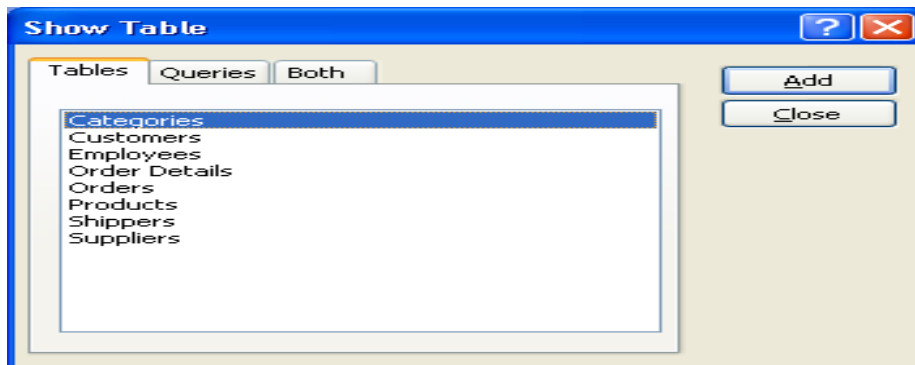 Show Table
Tables Queries Both
Add
Close
Categories
Customers
Employees
Order Details
Orders
Products
Shippers
Suppliers